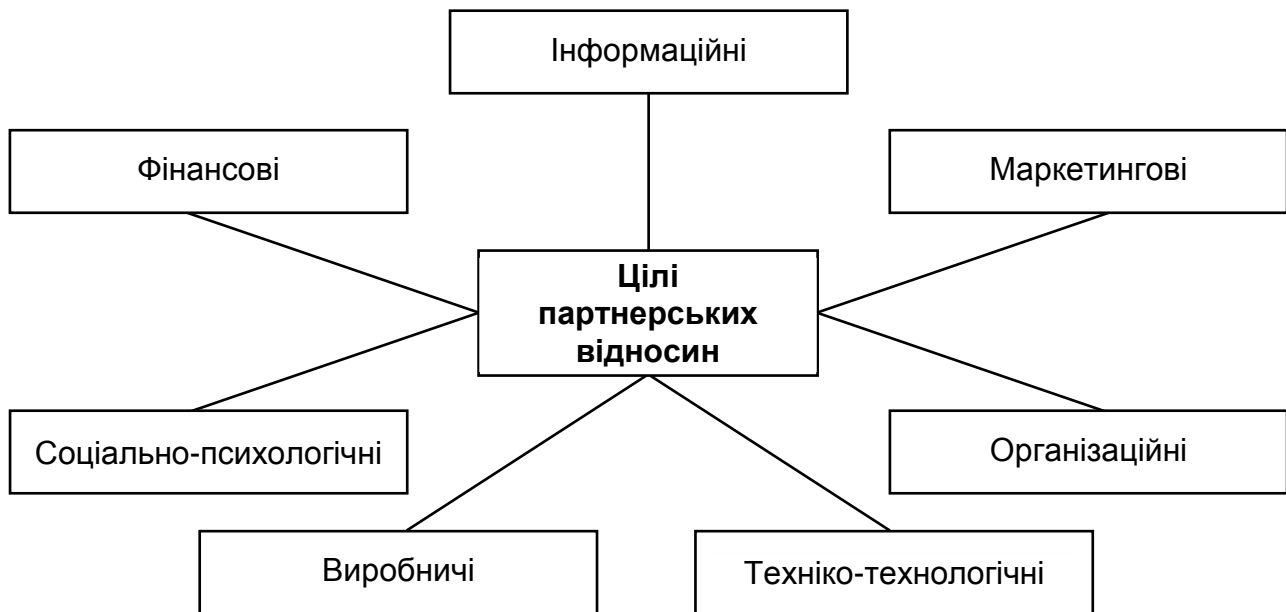 Інформаційні
Фінансові
Маркетингові
Цілі
партнерських
відносин
Соціально-психологічні
Організаційні
Виробничі
Техніко-технологічні